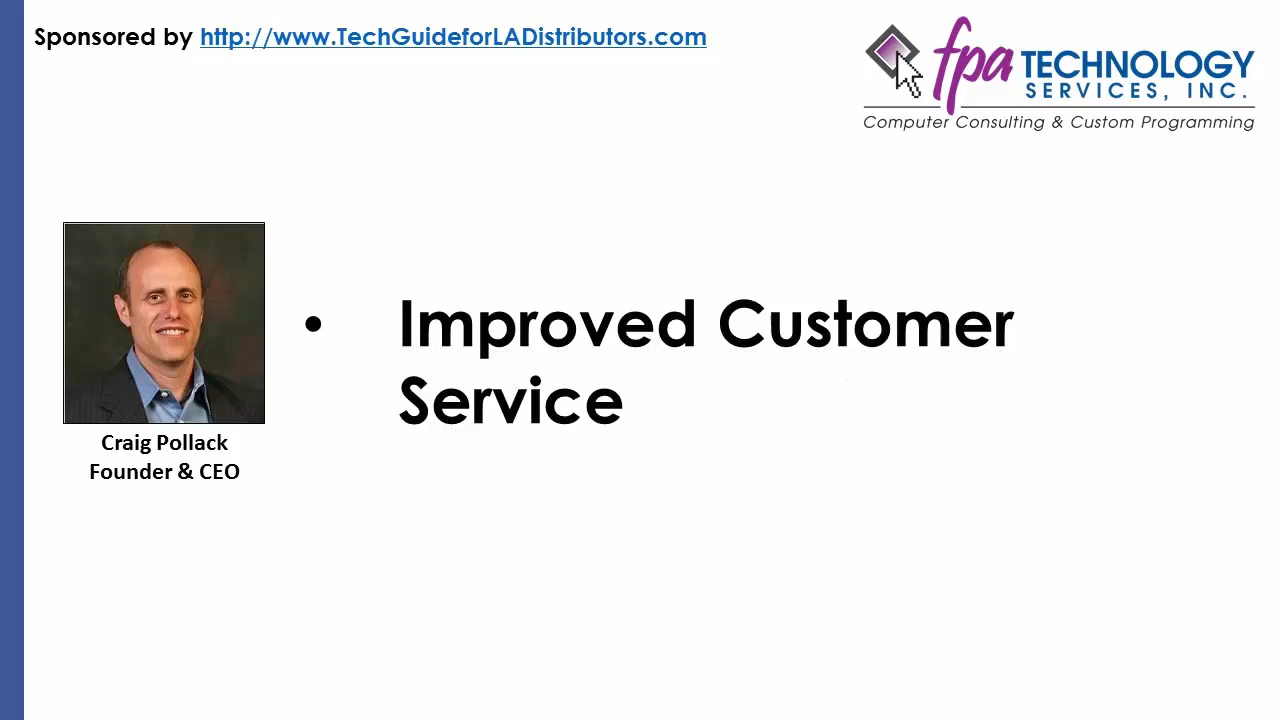 Sponsored by http://www.TechGuideforLADistributors.com
fpa TECHNOLOGY
SERVICES, INC.
Computer Consulting & Custom Programming
• Improved Customer
Service
Craig Pollack
Founder & CEO